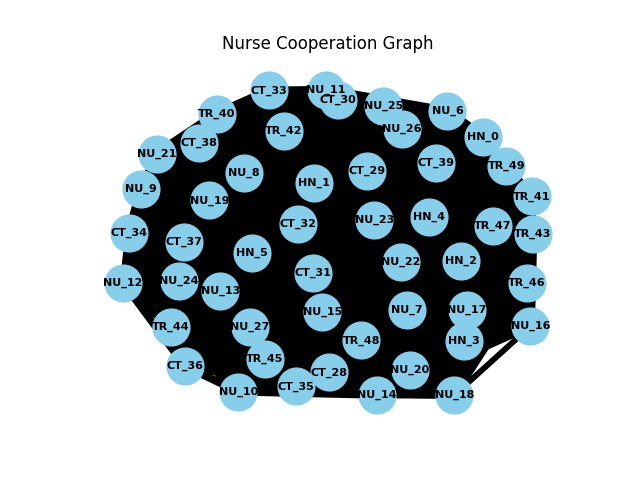 Nurse Cooperation Graph
CT_33
NU_11
CT_30
NU_25
NU_6
TR_40
TR_42
NU_26
HN_0
CT_38
NU_21
CT_39
TR_49
NU_8
HN_1
CT_29
NU_9
NU_19
TR_41
CT_32
NU_23
HN_4
TR_47
CT_34
CT_37
TR_43
HN_5
NU_22
HN_2
NU_12
NU_24
NU_13
CT_31
TR_46
NU_15
NU_7
NU_17
TR_44
NU_27
NU_16
TR_48
HN_3
TR_45
CT_36
CT_28
NU_20
NU_10
CT_35
NU_14
NU_18